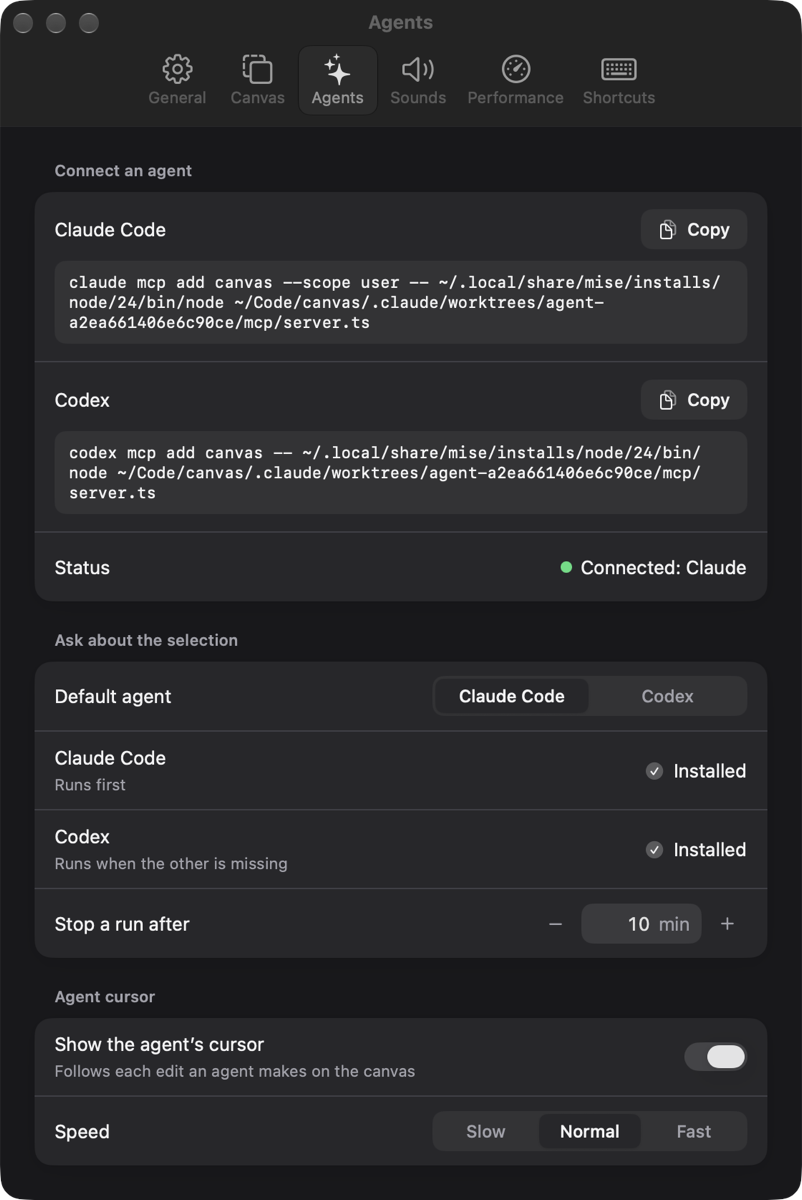 Agents
General
Canvas
Agents
Sounds
Performance
Shortcuts
Connect an agent
Claude Code
Copy
claude mcp add canvas --scope user -- ~/.local/share/mise/installs/
node/24/bin/node ~/Code/canvas/.claude/worktrees/agent-
a2ea661406e6c90ce/mcp/server.ts
Codex
Copy
codex mcp add canvas -- ~/.local/share/mise/installs/node/24/bin/
node ~/Code/canvas/.claude/worktrees/agent-a2ea661406e6c90ce/mcp/
server.ts
Status
Connected: Claude
Ask about the selection
Default agent
Claude Code
Codex
Claude Code
Runs first
Installed
Codex
Runs when the other is missing
Installed
Stop a run after
− 10 min +
Agent cursor
Show the agent’s cursor
Follows each edit an agent makes on the canvas
Speed
Slow
Normal
Fast